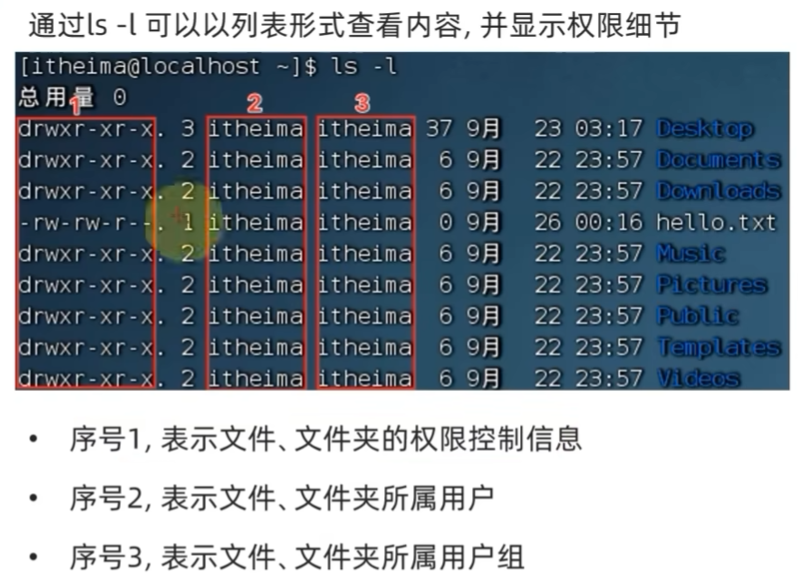 通过ls -l 可以以列表形式查看内容, 并显示权限细节
[itheima@localhost ~]$ ls -l
总用量 0
1 2 3
drwxr-xr-x. 3 itheima itheima 37 9月 23 03:17 Desktop
drwxr-xr-x. 2 itheima itheima 6 9月 22 23:57 Documents
drwxr-xr-x. 2 itheima itheima 6 9月 22 23:57 Downloads
-rw-rw-r--. 1 itheima itheima 0 9月 26 00:16 hello.txt
drwxr-xr-x. 2 itheima itheima 6 9月 22 23:57 Music
drwxr-xr-x. 2 itheima itheima 6 9月 22 23:57 Pictures
drwxr-xr-x. 2 itheima itheima 6 9月 22 23:57 Public
drwxr-xr-x. 2 itheima itheima 6 9月 22 23:57 Templates
drwxr-xr-x. 2 itheima itheima 6 9月 22 23:57 Videos
• 序号1, 表示文件、文件夹的权限控制信息
• 序号2, 表示文件、文件夹所属用户
• 序号3, 表示文件、文件夹所属用户组